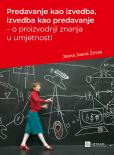 Predavanje kao izvedba,
izvedba kao predavanje
– o proizvodnji znanja
u umjetnosti
Jasna Jasna Žmak